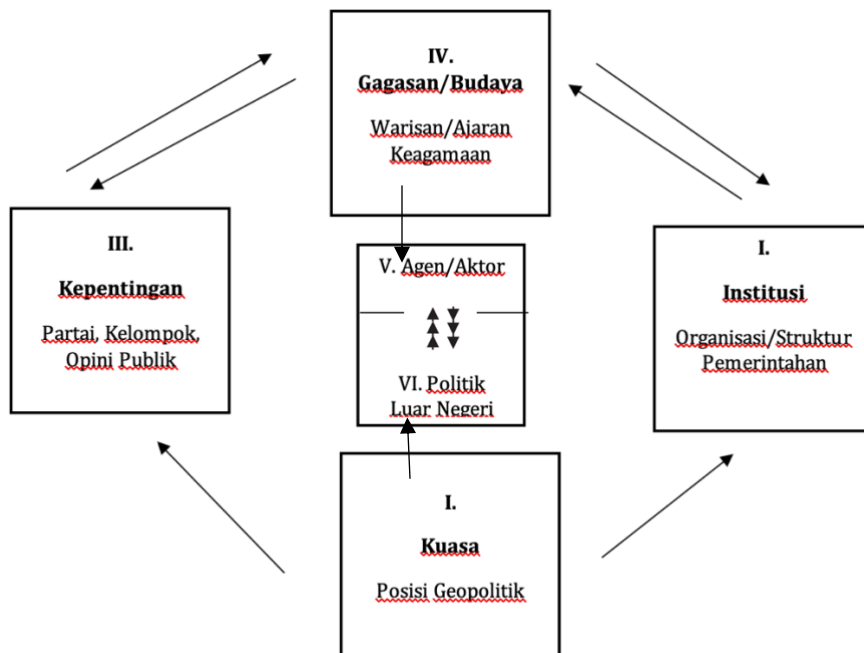 IV.
Gagasan/Budaya
Warisan/Ajaran
Keagamaan
III.
Kepentingan
Partai, Kelompok,
Opini Publik
V. Agen/Aktor
VI. Politik
Luar Negeri
I.
Institusi
Organisasi/Struktur
Pemerintahan
I.
Kuasa
Posisi Geopolitik